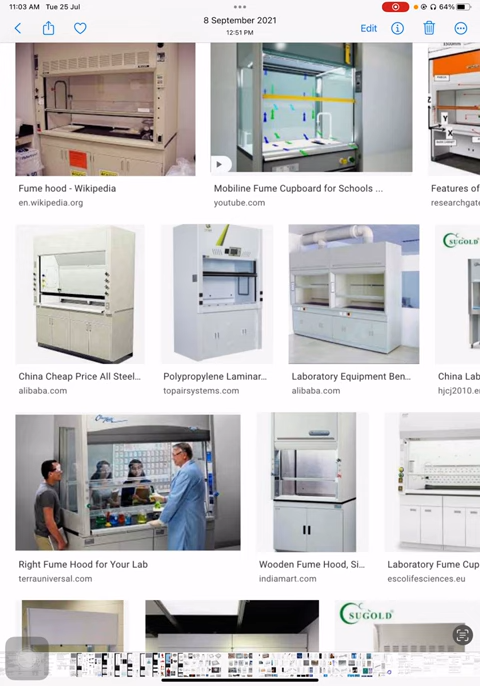 11:03 AM Tue 25 Jul
64%
8 September 2021
12:51 PM
Edit
Fume hood - Wikipedia
en.wikipedia.org
Mobiline Fume Cupboard for Schools ...
youtube.com
Features of
researchgate
Z
Y
X
SUGOLD
China Cheap Price All Steel...
alibaba.com
Polypropylene Laminar...
topairsystems.com
Laboratory Equipment Ben...
alibaba.com
China Lab
hjcj2010.en
Right Fume Hood for Your Lab
terrauniversal.com
Wooden Fume Hood, Si...
indiamart.com
Laboratory Fume Cup
escolifesciences.eu
SUGOLD